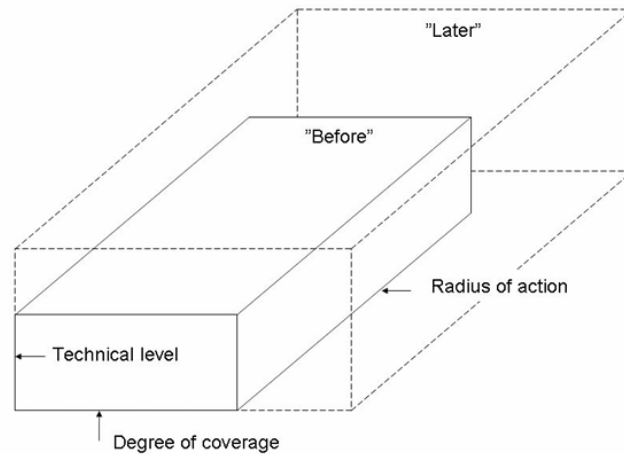 ”Later”
”Before”
Radius of action
Technical level
Degree of coverage